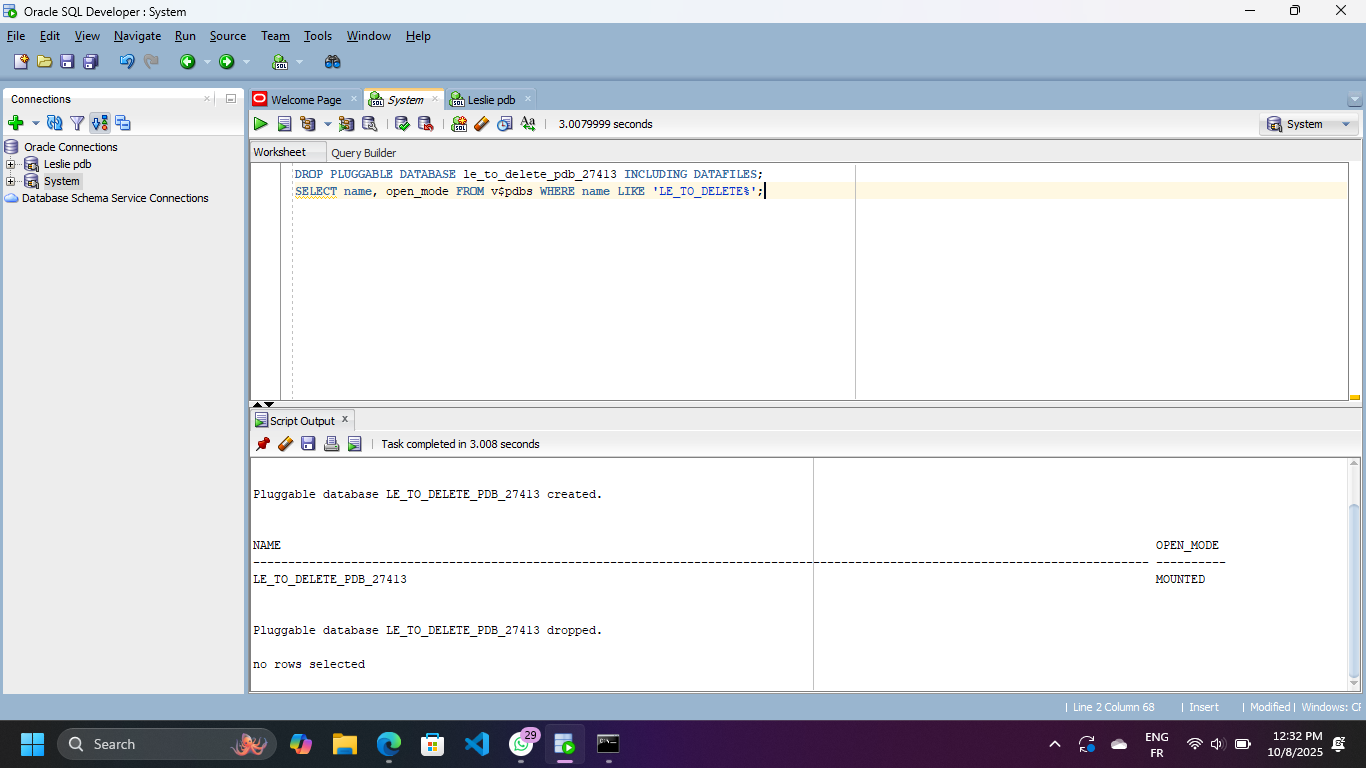 Oracle SQL Developer : System
File Edit View Navigate Run Source Team Tools Window Help
Connections
Oracle Connections
Leslie pdb
System
Database Schema Service Connections
Welcome Page System Leslie pdb
3.0079999 seconds
System
Worksheet Query Builder
DROP PLUGGABLE DATABASE le_to_delete_pdb_27413 INCLUDING DATAFILES;
SELECT name, open_mode FROM v$pdbs WHERE name LIKE 'LE_TO_DELETE%';
Script Output
Task completed in 3.008 seconds
Pluggable database LE_TO_DELETE_PDB_27413 created.
NAME OPEN_MODE
-------------------------------------------------------------------------------------------------------------------------------- ----------
LE_TO_DELETE_PDB_27413 MOUNTED
Pluggable database LE_TO_DELETE_PDB_27413 dropped.
no rows selected
| Line 2 Column 68 | Insert | Modified | Windows: CF
Search
29
ENG
FR
12:32 PM
10/8/2025